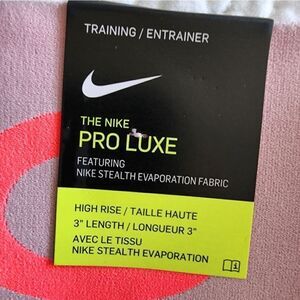 TRAINING / ENTRAINER
THE NIKE
PRO LUXE
FEATURING
NIKE STEALTH EVAPORATION FABRIC
HIGH RISE / TAILLE HAUTE
3" LENGTH / LONGUEUR 3"
AVEC LE TISSU
NIKE STEALTH EVAPORATION